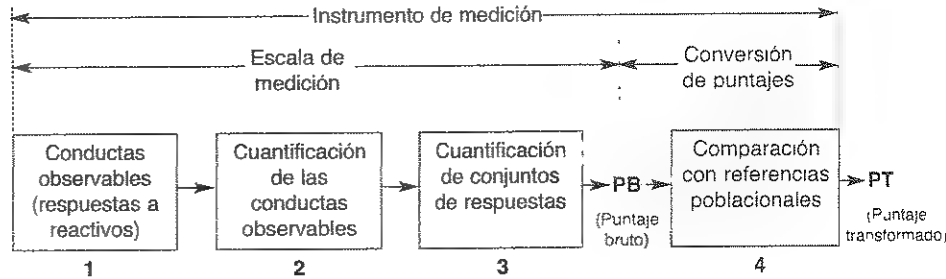 Instrumento de medición
Escala de
medición
Conversión
de puntajes
Conductas
observables
(respuestas a
reactivos)
1
Cuantificación
de las
conductas
observables
2
Cuantificación
de conjuntos
de respuestas
3
PB
(Puntaje
bruto)
Comparación
con referencias
poblacionales
4
PT
(Puntaje
transformado)